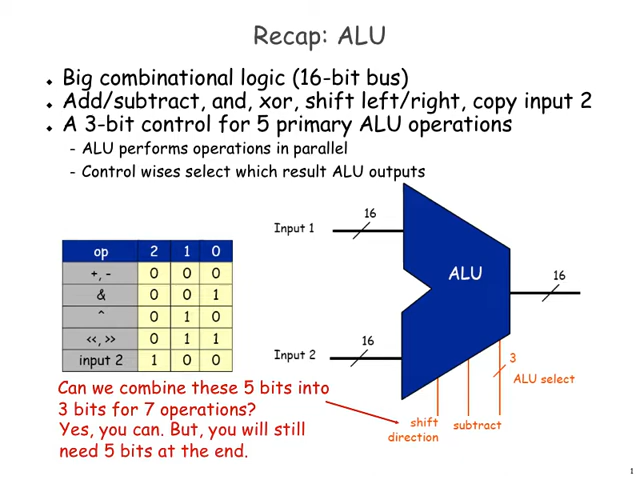 Recap: ALU
Big combinational logic (16-bit bus)
Add/subtract, and, xor, shift left/right, copy input 2
A 3-bit control for 5 primary ALU operations
- ALU performs operations in parallel
- Control wises select which result ALU outputs
op 2 1 0
+, - 0 0 0
& 0 0 1
^ 0 1 0
<<, >> 0 1 1
input 2 1 0 0
Input 1
16
ALU
16
Input 2
16
3
ALU select
shift
direction
subtract
Can we combine these 5 bits into
3 bits for 7 operations?
Yes, you can. But, you will still
need 5 bits at the end.
1